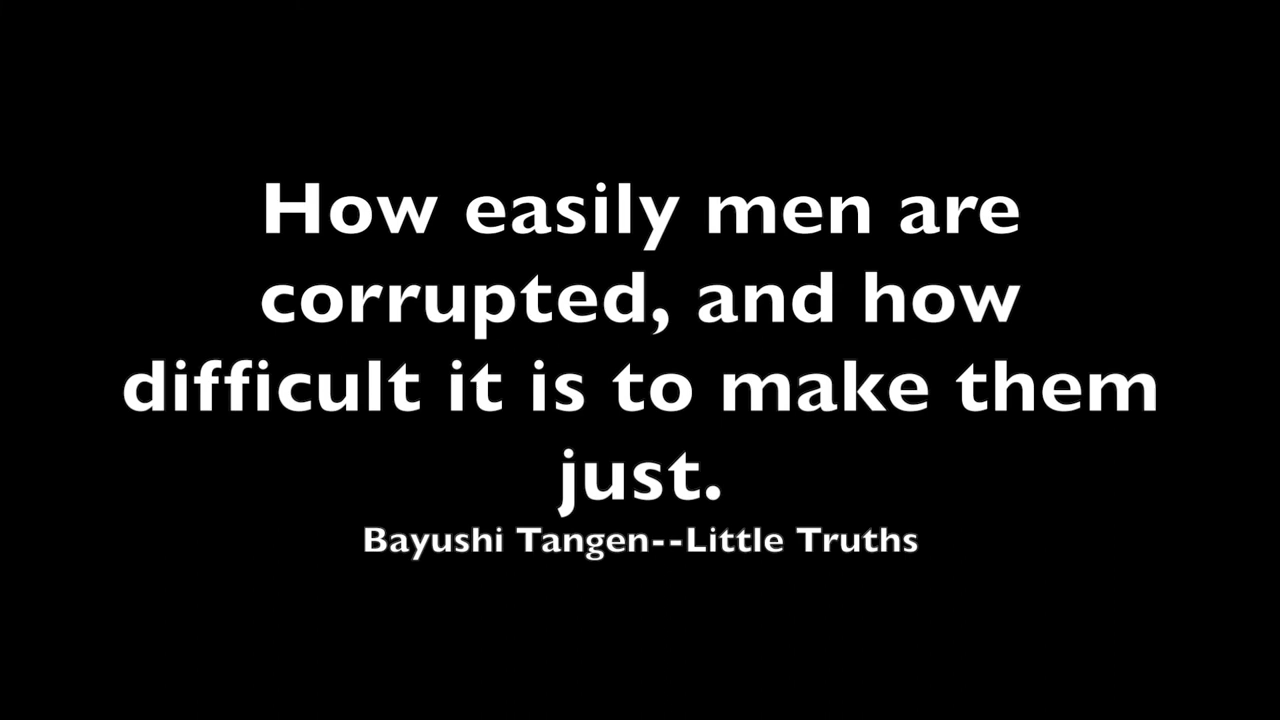 How easily men are
corrupted, and how
difficult it is to make them
just.
Bayushi Tangen--Little Truths